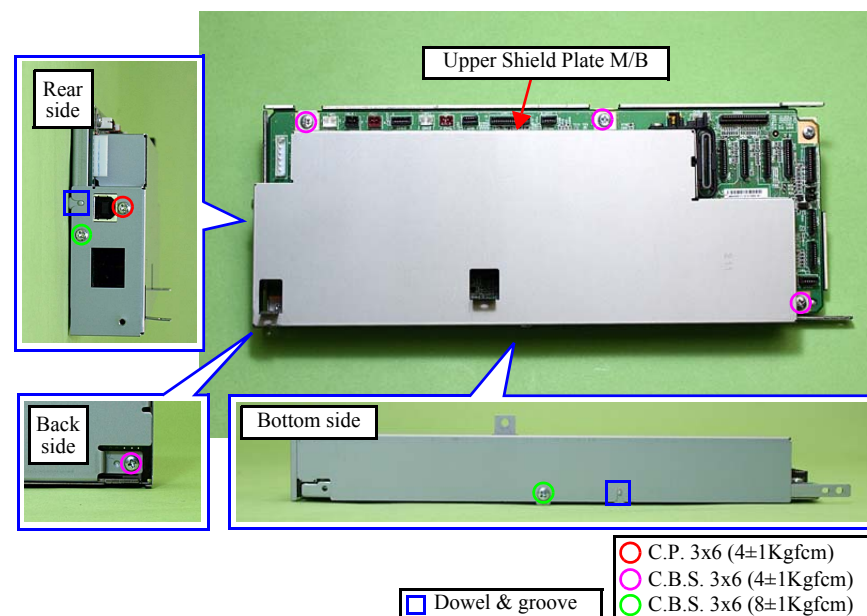 Upper Shield Plate M/B
Rear
side
Back
side
Bottom side
Dowel & groove
C.P. 3x6 (4±1Kgfcm)
C.B.S. 3x6 (4±1Kgfcm)
C.B.S. 3x6 (8±1Kgfcm)